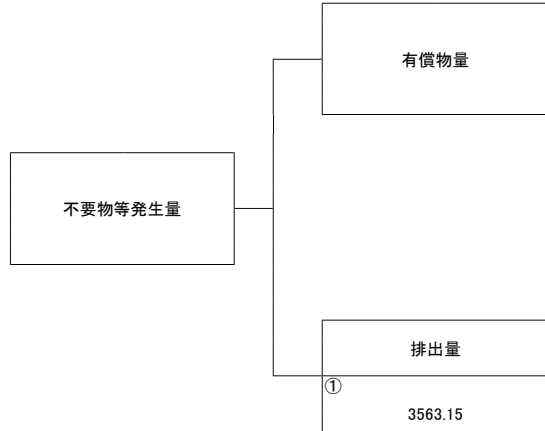 有償物量
不要物等発生量
排出量
①
3563.15